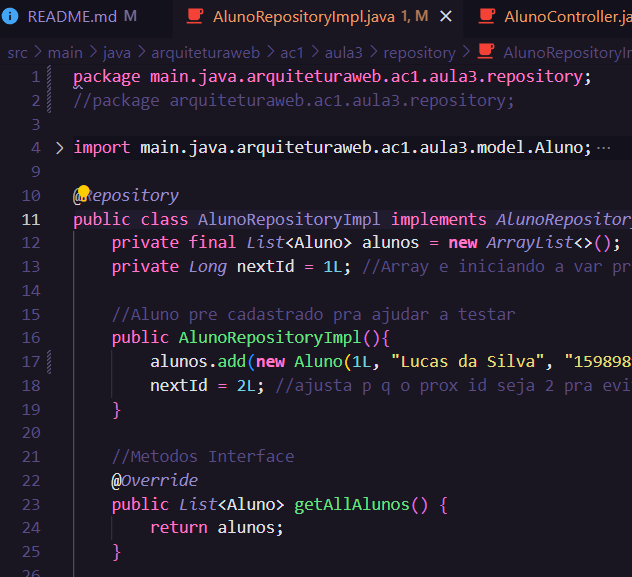 README.md M
AlunoRepositoryImpl.java 1, M
AlunoController.ja
src > main > java > arquiteturaweb > ac1 > aula3 > repository > AlunoRepositoryIm
1 package main.java.arquiteturaweb.ac1.aula3.repository;
2 //package arquiteturaweb.ac1.aula3.repository;
3
4 > import main.java.arquiteturaweb.ac1.aula3.model.Aluno; ···
9
10 @Repository
11 public class AlunoRepositoryImpl implements AlunoRepositor
12 private final List<Aluno> alunos = new ArrayList<>();
13 private Long nextId = 1L; //Array e iniciando a var pr
14
15 //Aluno pre cadastrado pra ajudar a testar
16 public AlunoRepositoryImpl(){
17 alunos.add(new Aluno(1L, "Lucas da Silva", "159898
18 nextId = 2L; //ajusta p q o prox id seja 2 pra evi
19 }
20
21 //Metodos Interface
22 @Override
23 public List<Aluno> getAllAlunos() {
24 return alunos;
25 }
26